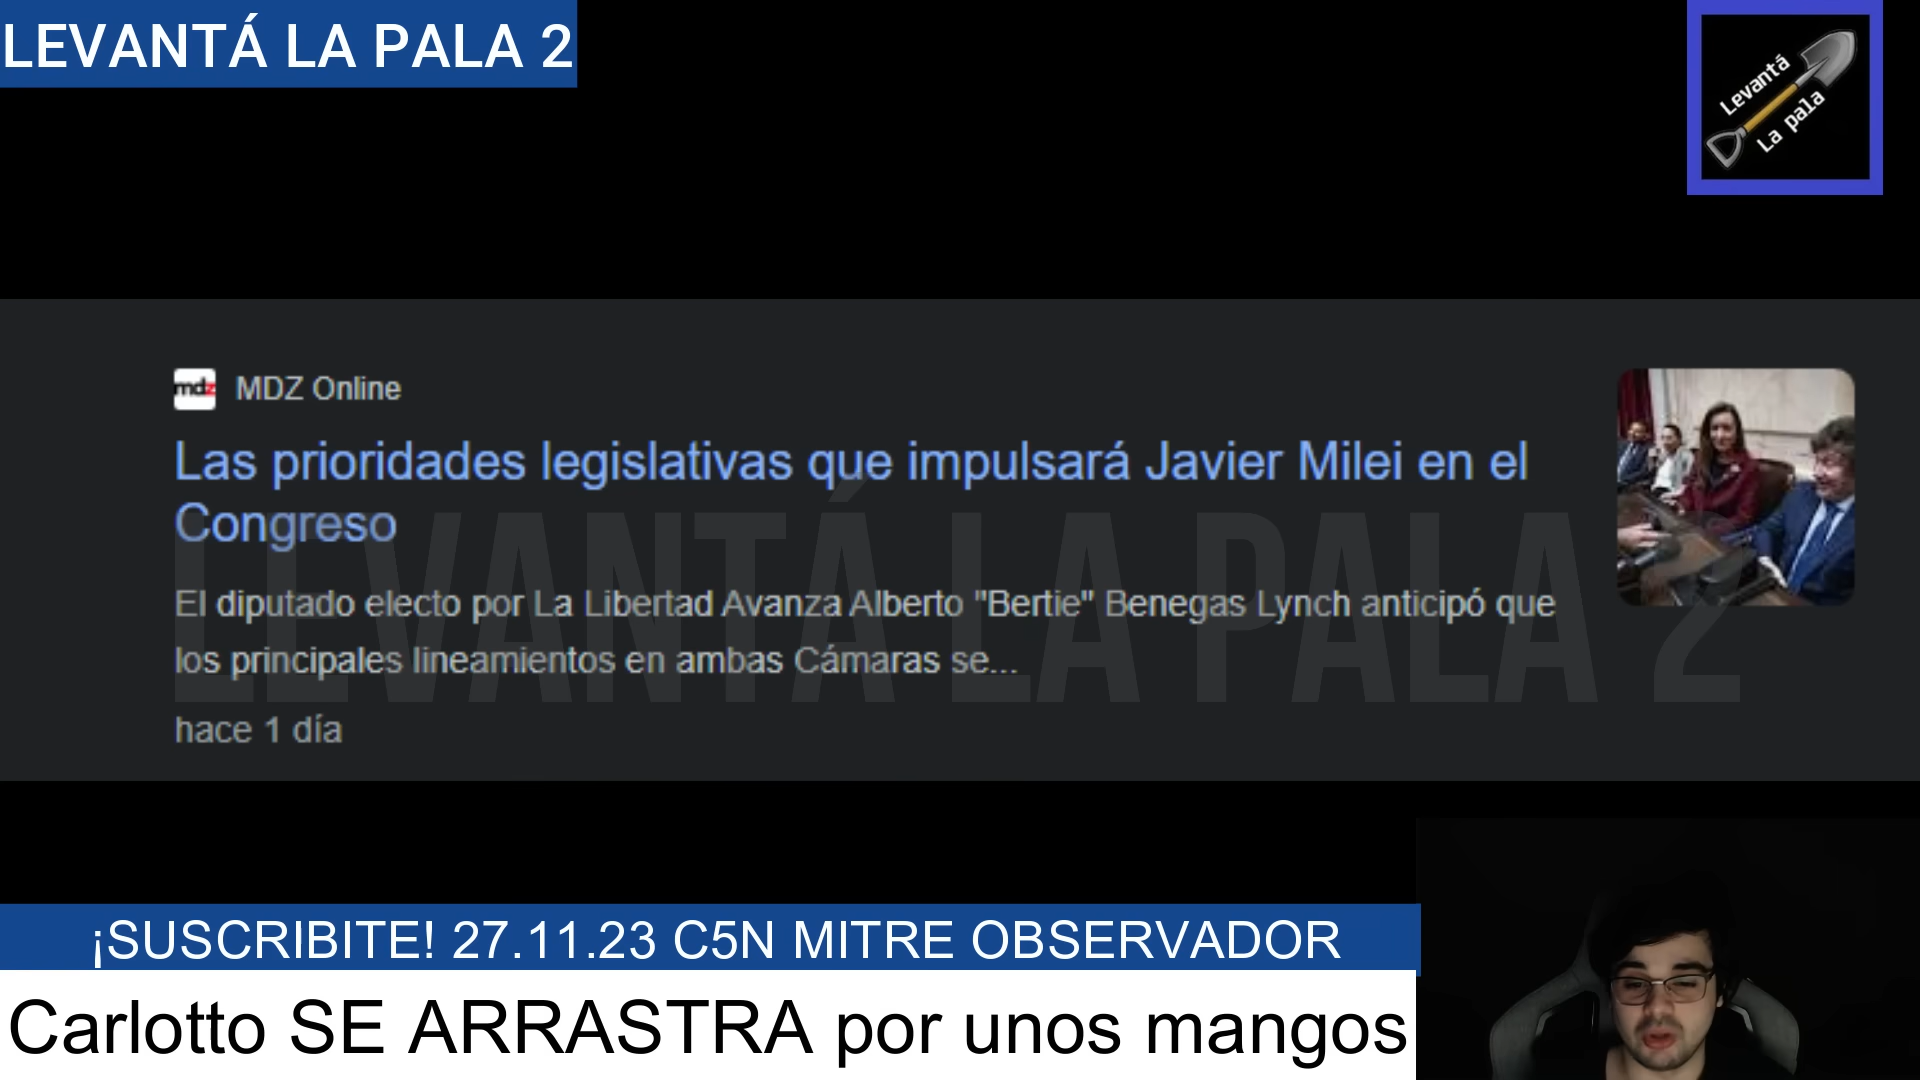 LEVANTÁ LA PALA 2
Levantá
La pala
mdz
MDZ Online
Las prioridades legislativas que impulsará Javier Milei en el
Congreso
El diputado electo por La Libertad Avanza Alberto "Bertie" Benegas Lynch anticipó que
los principales lineamientos en ambas Cámaras se...
LEVANTÁ LA PALA 2
hace 1 día
¡SUSCRIBITE! 27.11.23 C5N MITRE OBSERVADOR
Carlotto SE ARRASTRA por unos mangos